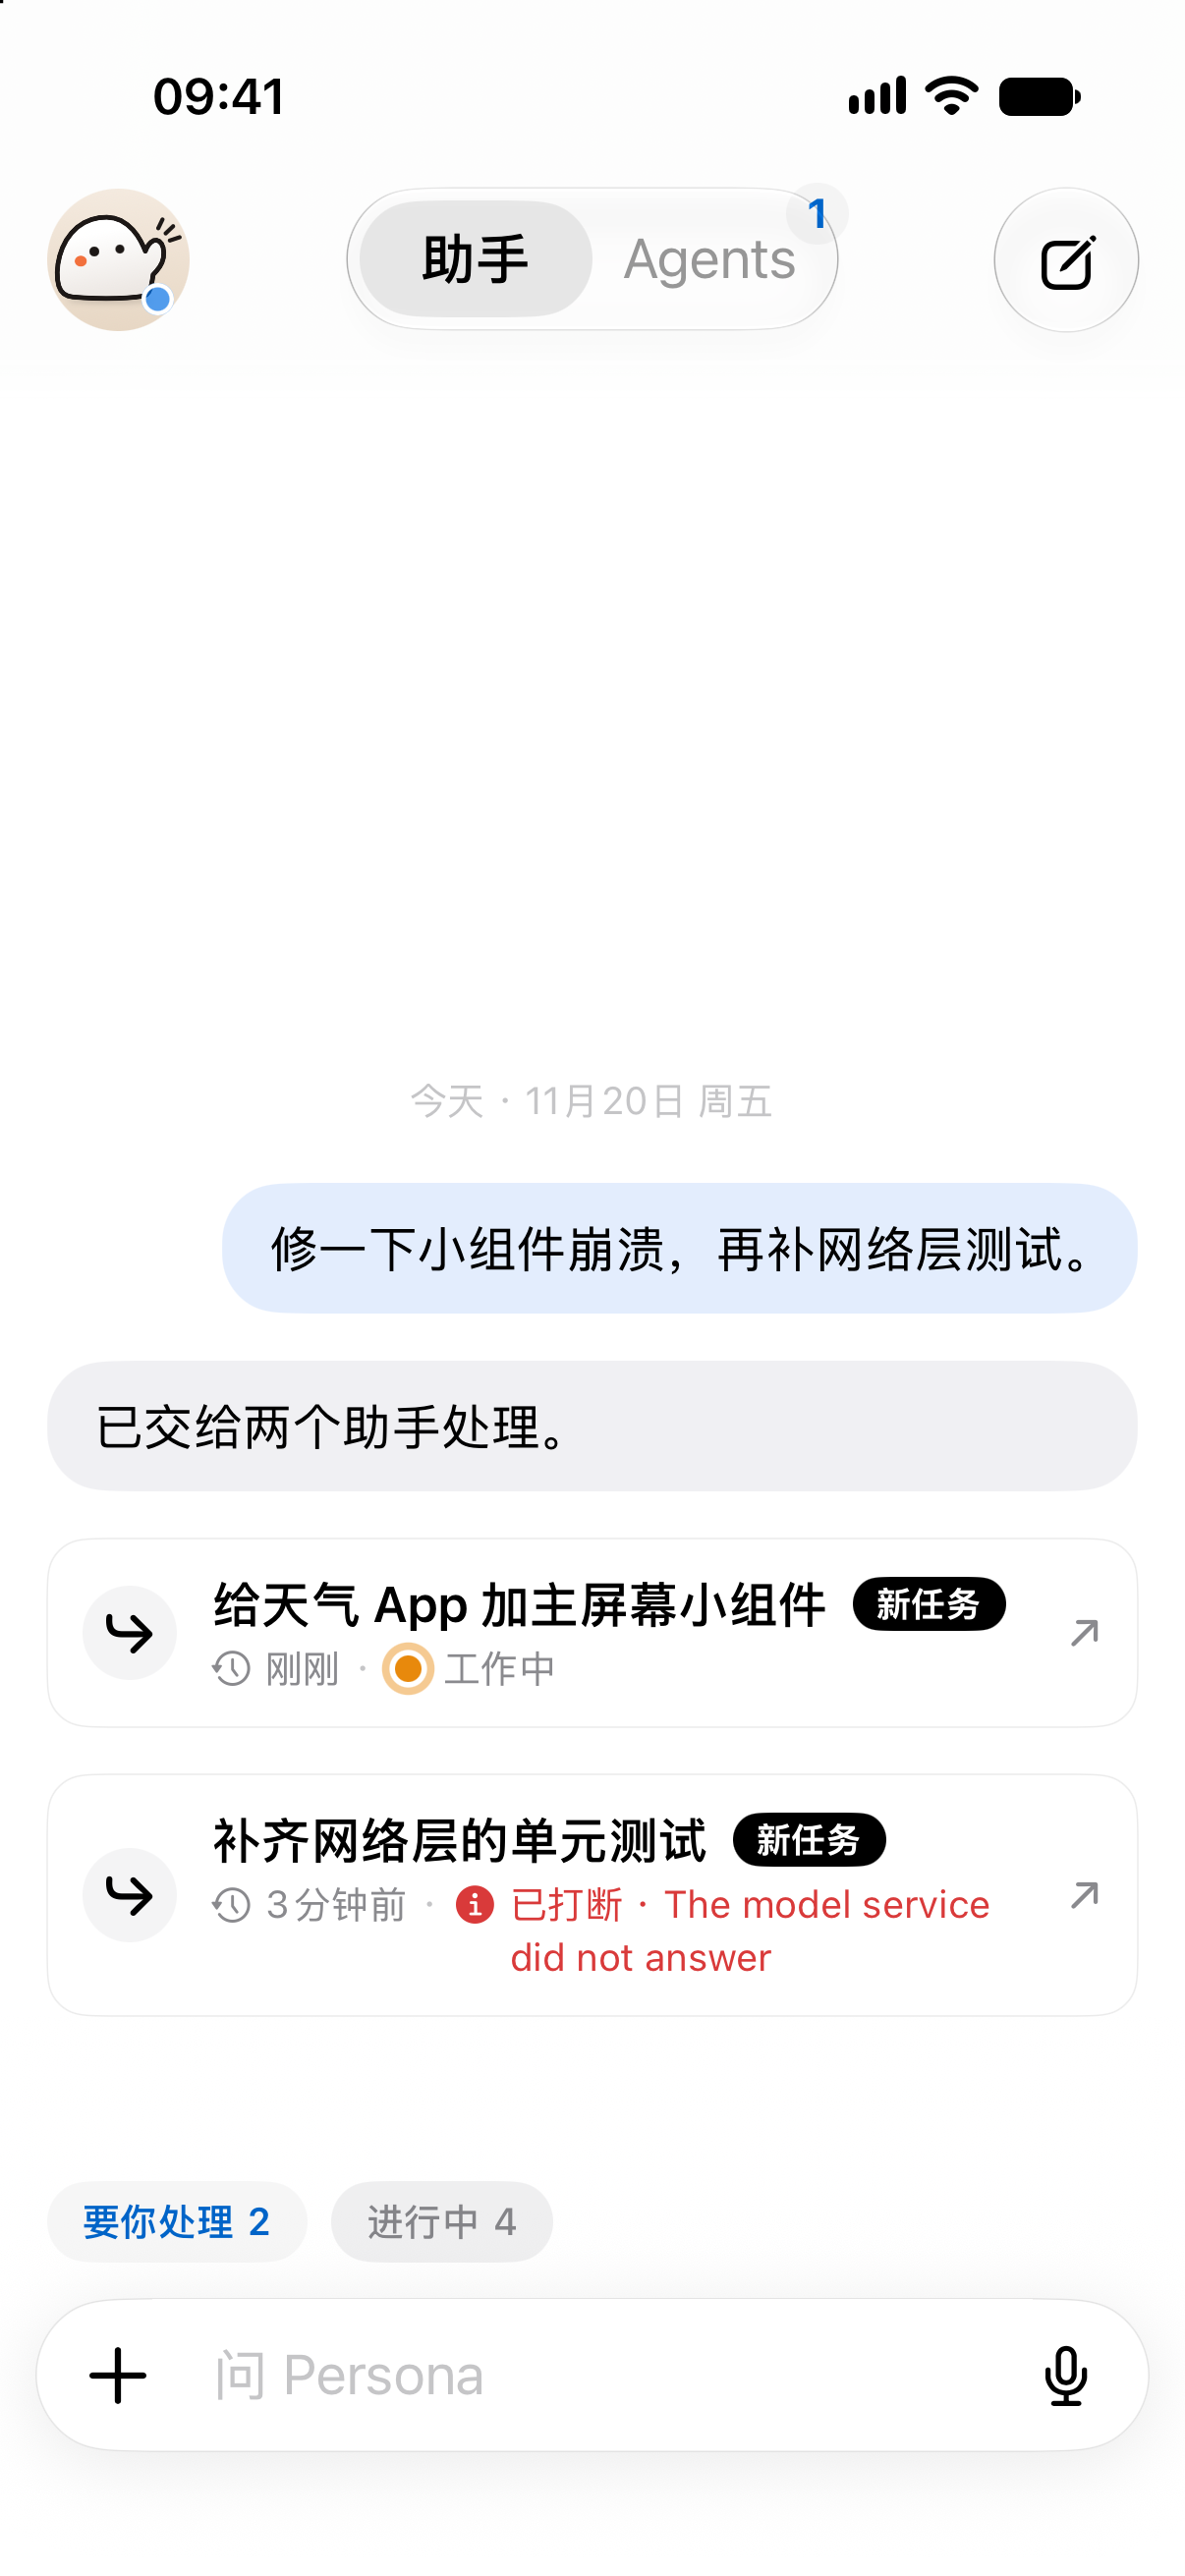 09:41
助手
Agents
1
今天 · 11月20日 周五
修一下小组件崩溃，再补网络层测试。
已交给两个助手处理。
给天气 App 加主屏幕小组件 新任务
刚刚 · 工作中
补齐网络层的单元测试 新任务
3分钟前 · 已打断 · The model service
did not answer
要你处理 2
进行中 4
问 Persona